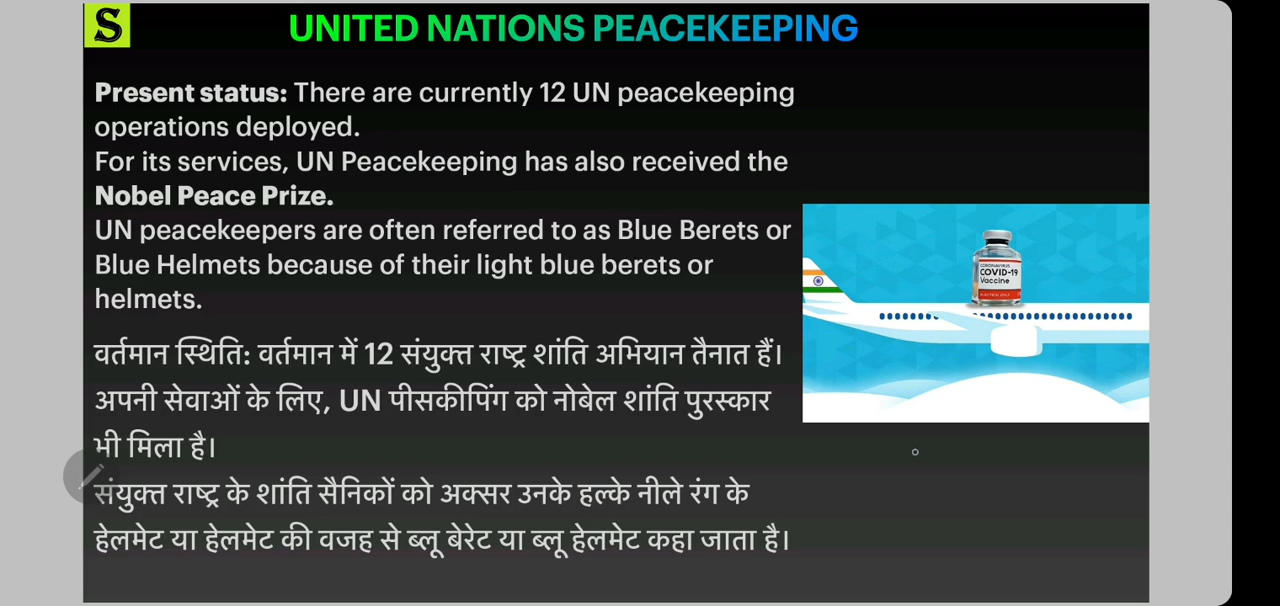 S
UNITED NATIONS PEACEKEEPING
Present status: There are currently 12 UN peacekeeping
operations deployed.
For its services, UN Peacekeeping has also received the
Nobel Peace Prize.
UN peacekeepers are often referred to as Blue Berets or
Blue Helmets because of their light blue berets or
helmets.
वर्तमान स्थिति: वर्तमान में 12 संयुक्त राष्ट्र शांति अभियान तैनात हैं।
अपनी सेवाओं के लिए, UN पीसकीपिंग को नोबेल शांति पुरस्कार
भी मिला है।
संयुक्त राष्ट्र के शांति सैनिकों को अक्सर उनके हल्के नीले रंग के
हेलमेट या हेलमेट की वजह से ब्लू बेरेट या ब्लू हेलमेट कहा जाता है।
CORONAVIRUS
COVID-19
Vaccine